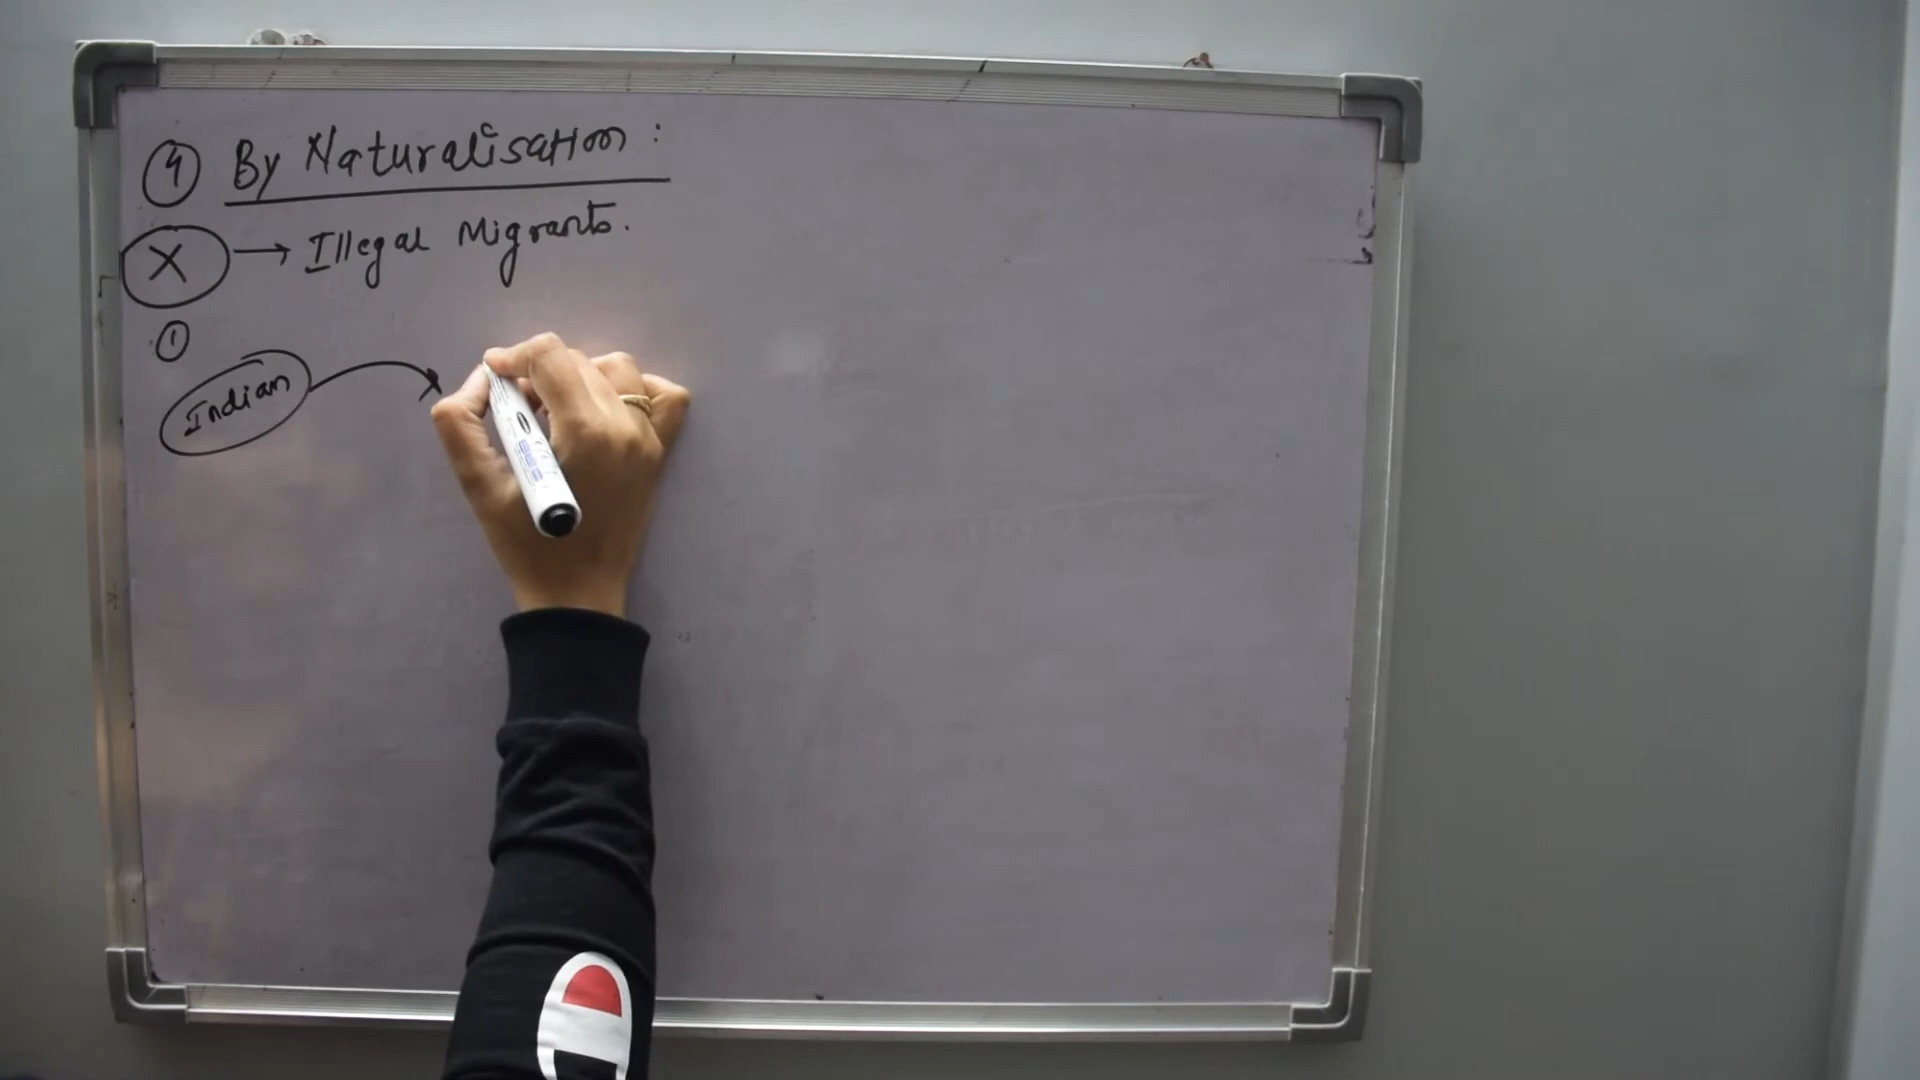 ④ By Naturalisation :
X → Illegal Migrants.
①
Indian